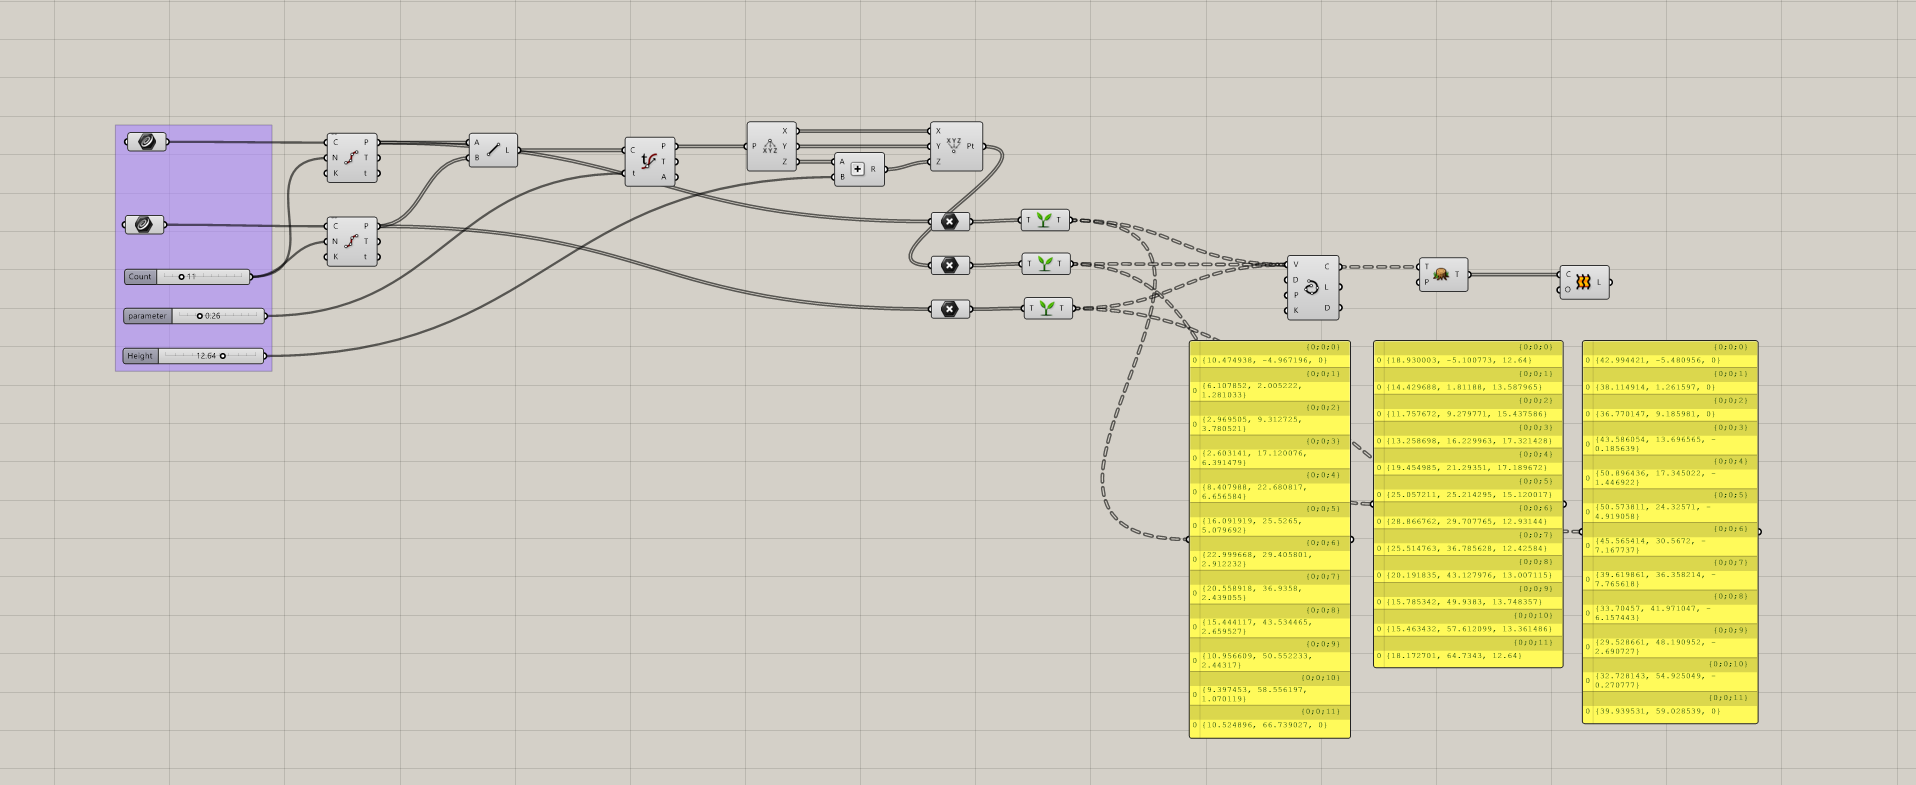 C
N
K
P
T
t
A
B
L
C
t
P
T
A
P
X
Y
Z
X
Y
Z
Pt
A
B
R
C
N
K
P
T
t
T T
T T
T T
V
D
P
K
C
L
D
T
P
T
C
O
L
Count 11
parameter 0.26
Height 12.64
{0;0;0}
0 {10.474938, -4.967196, 0}
{0;0;1}
0 {6.107852, 2.005222,
1.281033}
{0;0;2}
0 {2.969505, 9.312725,
3.780521}
{0;0;3}
0 {2.603141, 17.120076,
6.391479}
{0;0;4}
0 {8.407988, 22.680817,
6.656584}
{0;0;5}
0 {16.091919, 25.5265,
5.079692}
{0;0;6}
0 {22.999668, 29.405801,
2.912232}
{0;0;7}
0 {20.558918, 36.9358,
2.439055}
{0;0;8}
0 {15.444117, 43.534465,
2.659527}
{0;0;9}
0 {10.956609, 50.552233,
2.44317}
{0;0;10}
0 {9.397453, 58.556197,
1.070119}
{0;0;11}
0 {10.524896, 66.739027, 0}
{0;0;0}
0 {18.930003, -5.100773, 12.64}
{0;0;1}
0 {14.429688, 1.81188, 13.587965}
{0;0;2}
0 {11.757672, 9.279771, 15.437586}
{0;0;3}
0 {13.258698, 16.229963, 17.321428}
{0;0;4}
0 {19.454985, 21.29351, 17.189672}
{0;0;5}
0 {25.057211, 25.214295, 15.120017}
{0;0;6}
0 {28.866762, 29.707765, 12.93144}
{0;0;7}
0 {25.514763, 36.785628, 12.42584}
{0;0;8}
0 {20.191835, 43.127976, 13.007115}
{0;0;9}
0 {15.785342, 49.9383, 13.748357}
{0;0;10}
0 {15.463432, 57.612099, 13.361486}
{0;0;11}
0 {18.172701, 64.7343, 12.64}
{0;0;0}
0 {42.994421, -5.480956, 0}
{0;0;1}
0 {38.114914, 1.261597, 0}
{0;0;2}
0 {36.770147, 9.185981, 0}
{0;0;3}
0 {43.586054, 13.696565, -
0.185639}
{0;0;4}
0 {50.896436, 17.345022, -
1.446922}
{0;0;5}
0 {50.573811, 24.32571, -
4.919058}
{0;0;6}
0 {45.565414, 30.5672, -
7.167737}
{0;0;7}
0 {39.619861, 36.358214, -
7.765618}
{0;0;8}
0 {33.70457, 41.971047, -
6.157443}
{0;0;9}
0 {29.528661, 48.190952, -
2.690727}
{0;0;10}
0 {32.728143, 54.925049, -
0.270777}
{0;0;11}
0 {39.939531, 59.028539, 0}